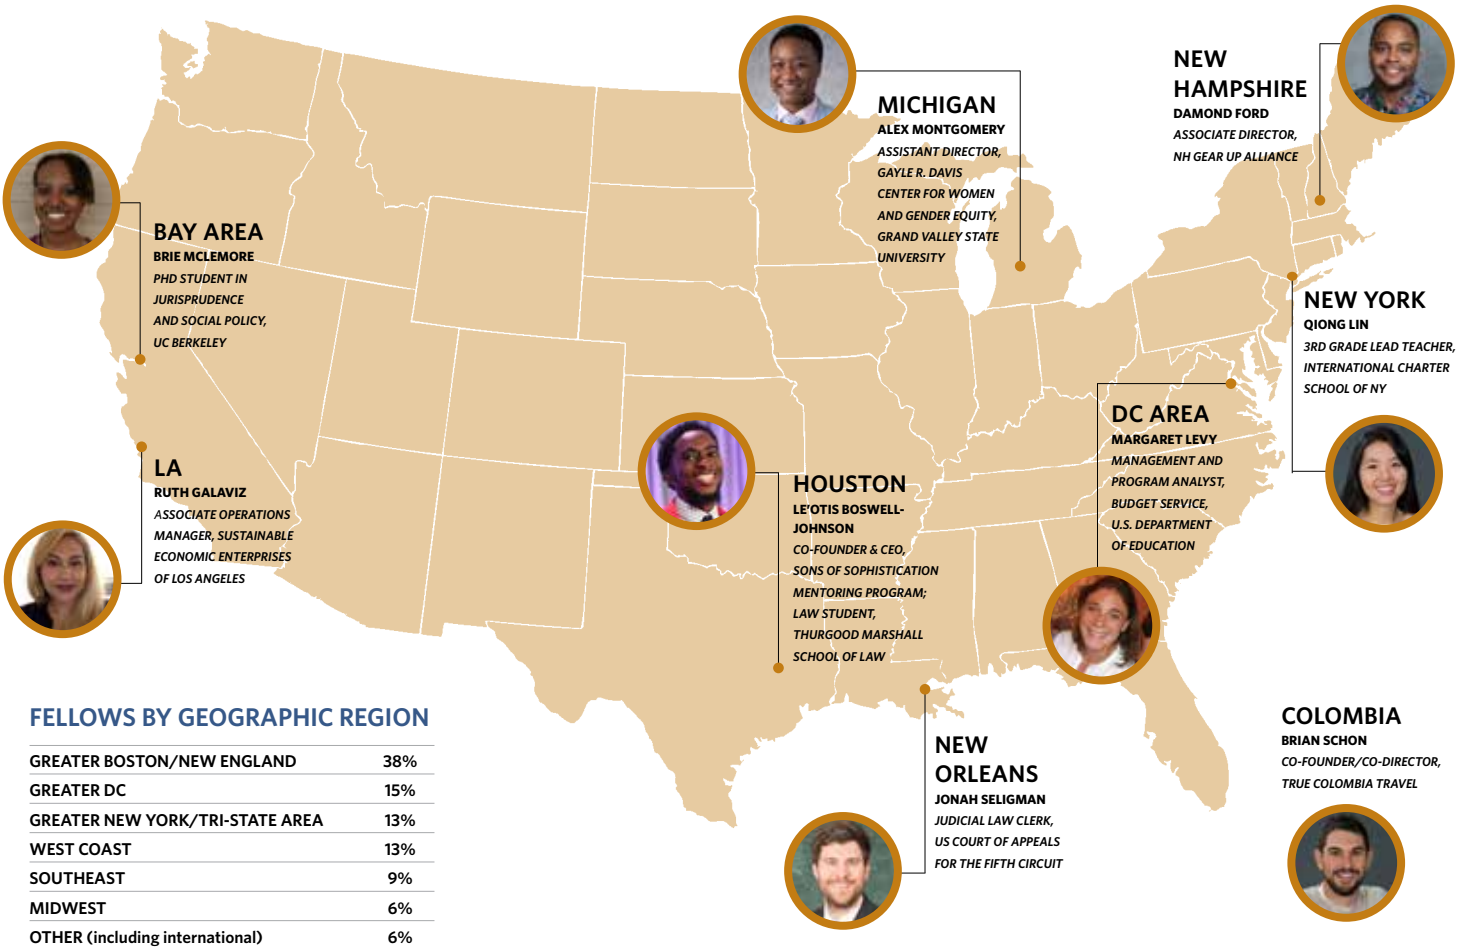 MICHIGAN
ALEX MONTGOMERY
ASSISTANT DIRECTOR,
GAYLE R. DAVIS
CENTER FOR WOMEN
AND GENDER EQUITY,
GRAND VALLEY STATE
UNIVERSITY
NEW
HAMPSHIRE
DAMOND FORD
ASSOCIATE DIRECTOR,
NH GEAR UP ALLIANCE
BAY AREA
BRIE MCLEMORE
PHD STUDENT IN
JURISPRUDENCE
AND SOCIAL POLICY,
UC BERKELEY
NEW YORK
QIONG LIN
3RD GRADE LEAD TEACHER,
INTERNATIONAL CHARTER
SCHOOL OF NY
DC AREA
MARGARET LEVY
MANAGEMENT AND
PROGRAM ANALYST,
BUDGET SERVICE,
U.S. DEPARTMENT
OF EDUCATION
LA
RUTH GALAVIZ
ASSOCIATE OPERATIONS
MANAGER, SUSTAINABLE
ECONOMIC ENTERPRISES
OF LOS ANGELES
HOUSTON
LE'OTIS BOSWELL-
JOHNSON
CO-FOUNDER & CEO,
SONS OF SOPHISTICATION
MENTORING PROGRAM;
LAW STUDENT,
THURGOOD MARSHALL
SCHOOL OF LAW
NEW
ORLEANS
JONAH SELIGMAN
JUDICIAL LAW CLERK,
US COURT OF APPEALS
FOR THE FIFTH CIRCUIT
COLOMBIA
BRIAN SCHON
CO-FOUNDER/CO-DIRECTOR,
TRUE COLOMBIA TRAVEL
FELLOWS BY GEOGRAPHIC REGION
GREATER BOSTON/NEW ENGLAND 38%
GREATER DC 15%
GREATER NEW YORK/TRI-STATE AREA 13%
WEST COAST 13%
SOUTHEAST 9%
MIDWEST 6%
OTHER (including international) 6%